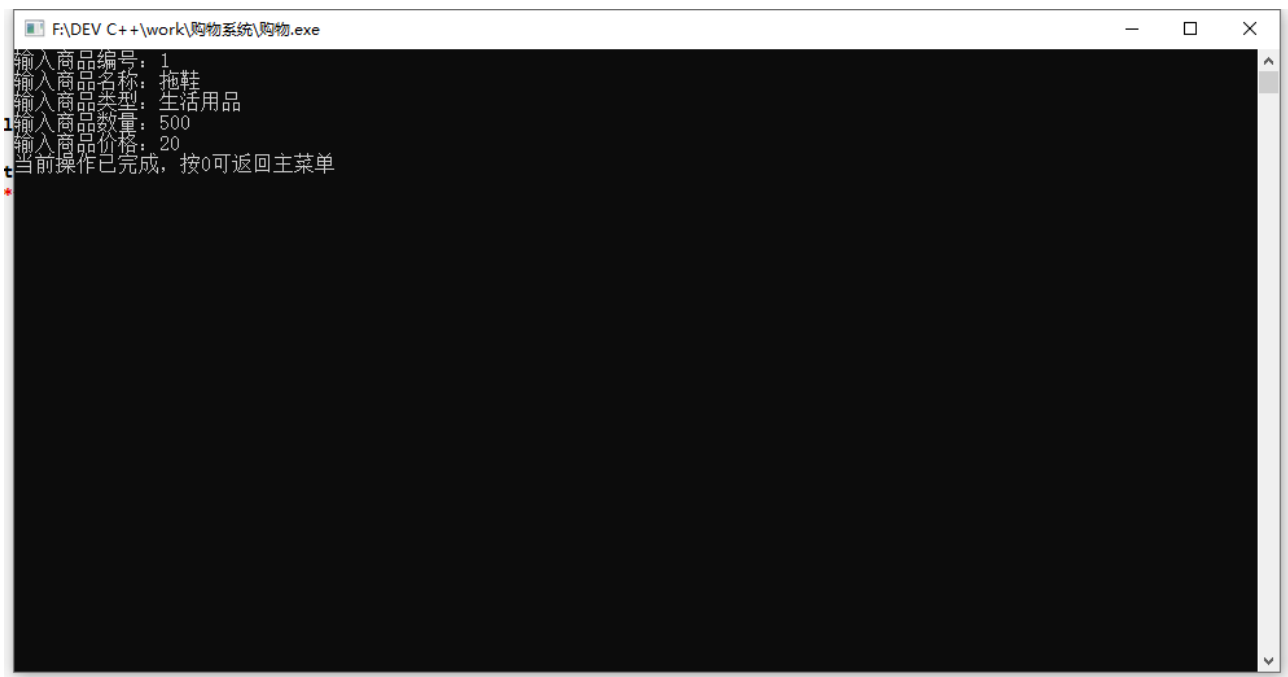 F:\DEV C++\work\购物系统\购物.exe
输入商品编号：1
输入商品名称：拖鞋
输入商品类型：生活用品
输入商品数量：500
输入商品价格：20
当前操作已完成，按0可返回主菜单
l
t
*